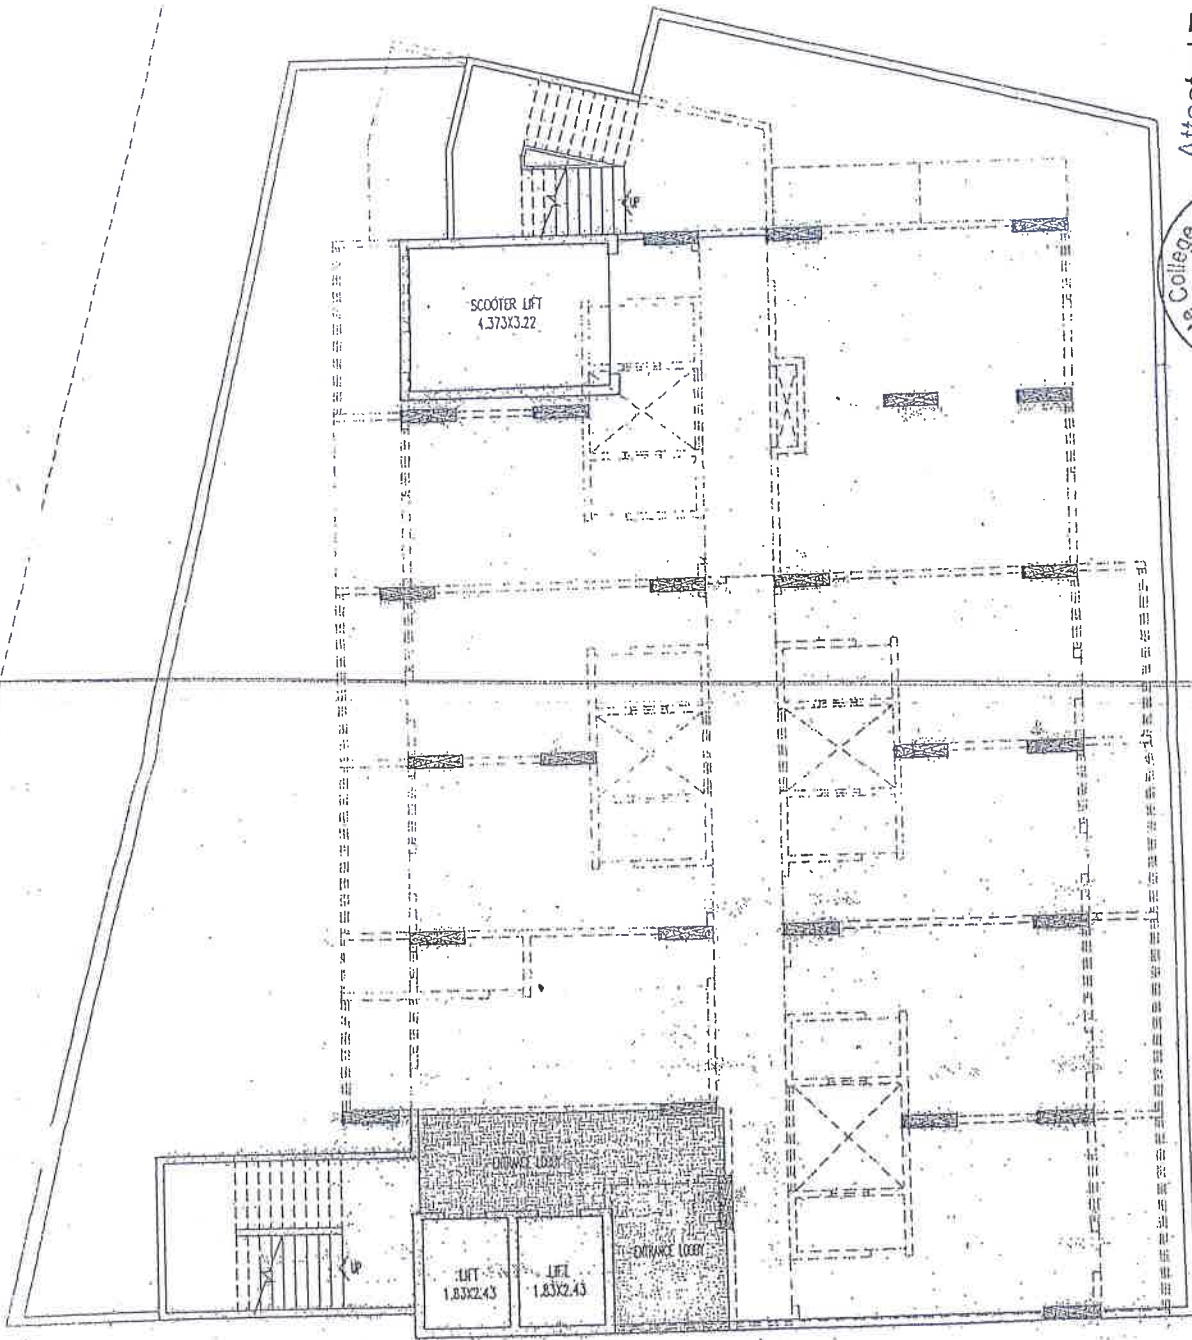 Attest
College
UP
SCOOTER LIFT
4.373X3.22
ENTRANCE LOBBY
ENTRANCE LOBBY
LIFT
1.83X2.43
LIFT
1.83X2.43
UP